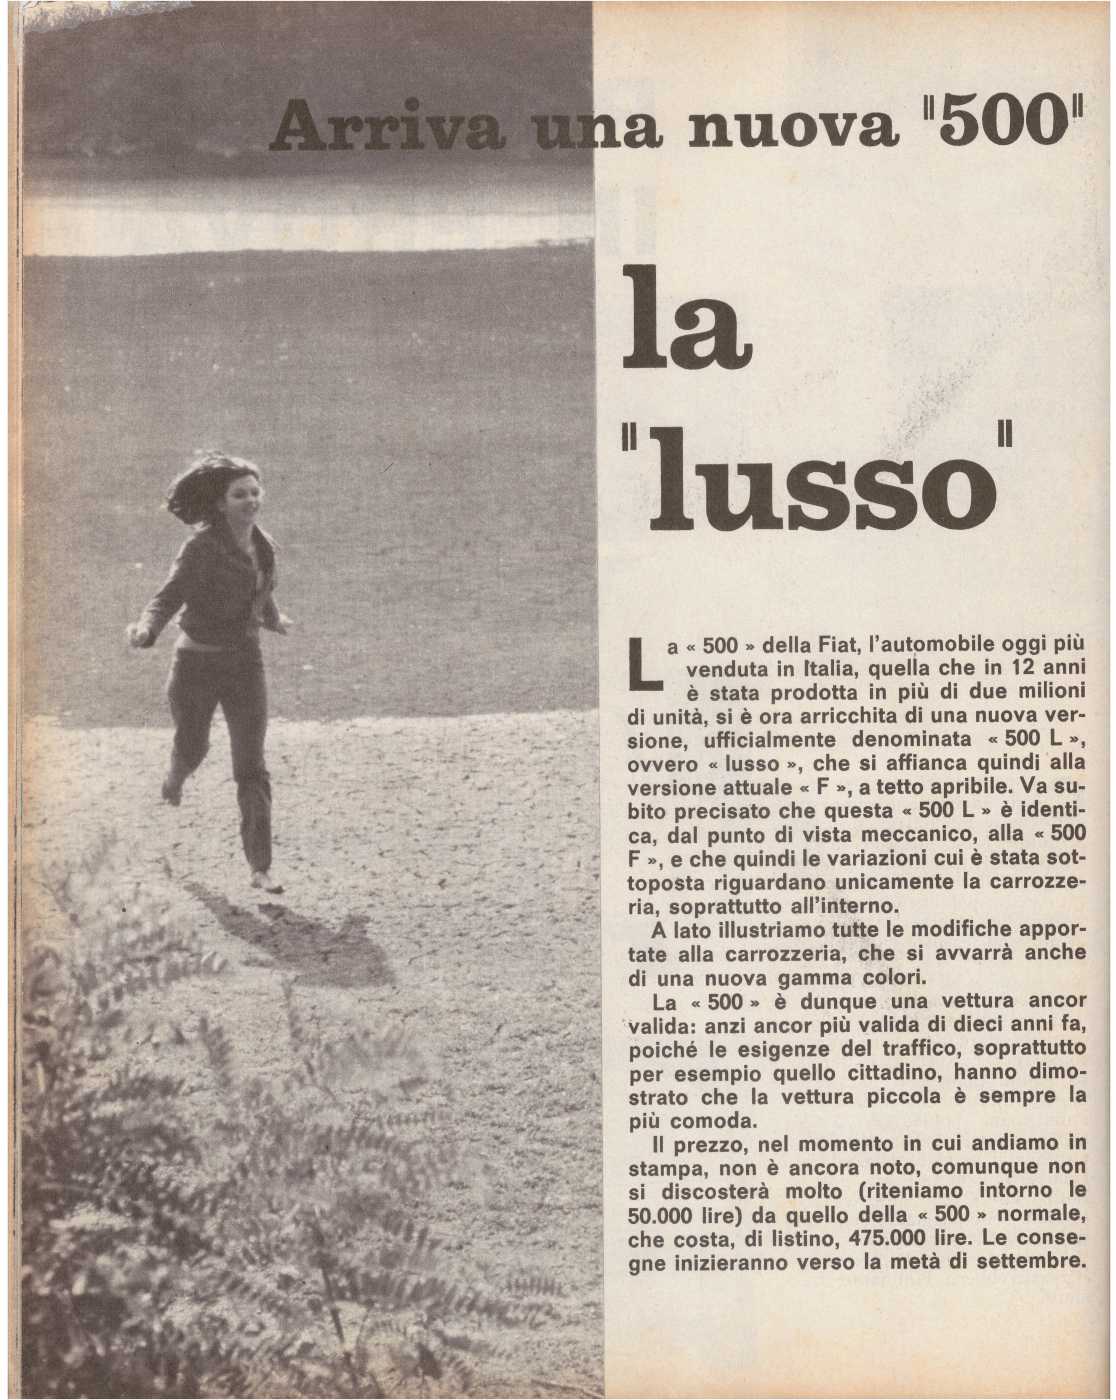 Arriva una nuova "500"
la
"lusso"
La « 500 » della Fiat, l'automobile oggi più
venduta in Italia, quella che in 12 anni
è stata prodotta in più di due milioni
di unità, si è ora arricchita di una nuova ver-
sione, ufficialmente denominata « 500 L »,
ovvero « lusso », che si affianca quindi alla
versione attuale « F », a tetto apribile. Va su-
bito precisato che questa « 500 L » è identi-
ca, dal punto di vista meccanico, alla « 500
F », e che quindi le variazioni cui è stata sot-
toposta riguardano unicamente la carrozze-
ria, soprattutto all'interno.
A lato illustriamo tutte le modifiche appor-
tate alla carrozzeria, che si avvarrà anche
di una nuova gamma colori.
La « 500 » è dunque una vettura ancor
valida: anzi ancor più valida di dieci anni fa,
poiché le esigenze del traffico, soprattutto
per esempio quello cittadino, hanno dimo-
strato che la vettura piccola è sempre la
più comoda.
Il prezzo, nel momento in cui andiamo in
stampa, non è ancora noto, comunque non
si discosterà molto (riteniamo intorno le
50.000 lire) da quello della « 500 » normale,
che costa, di listino, 475.000 lire. Le conse-
gne inizieranno verso la metà di settembre.